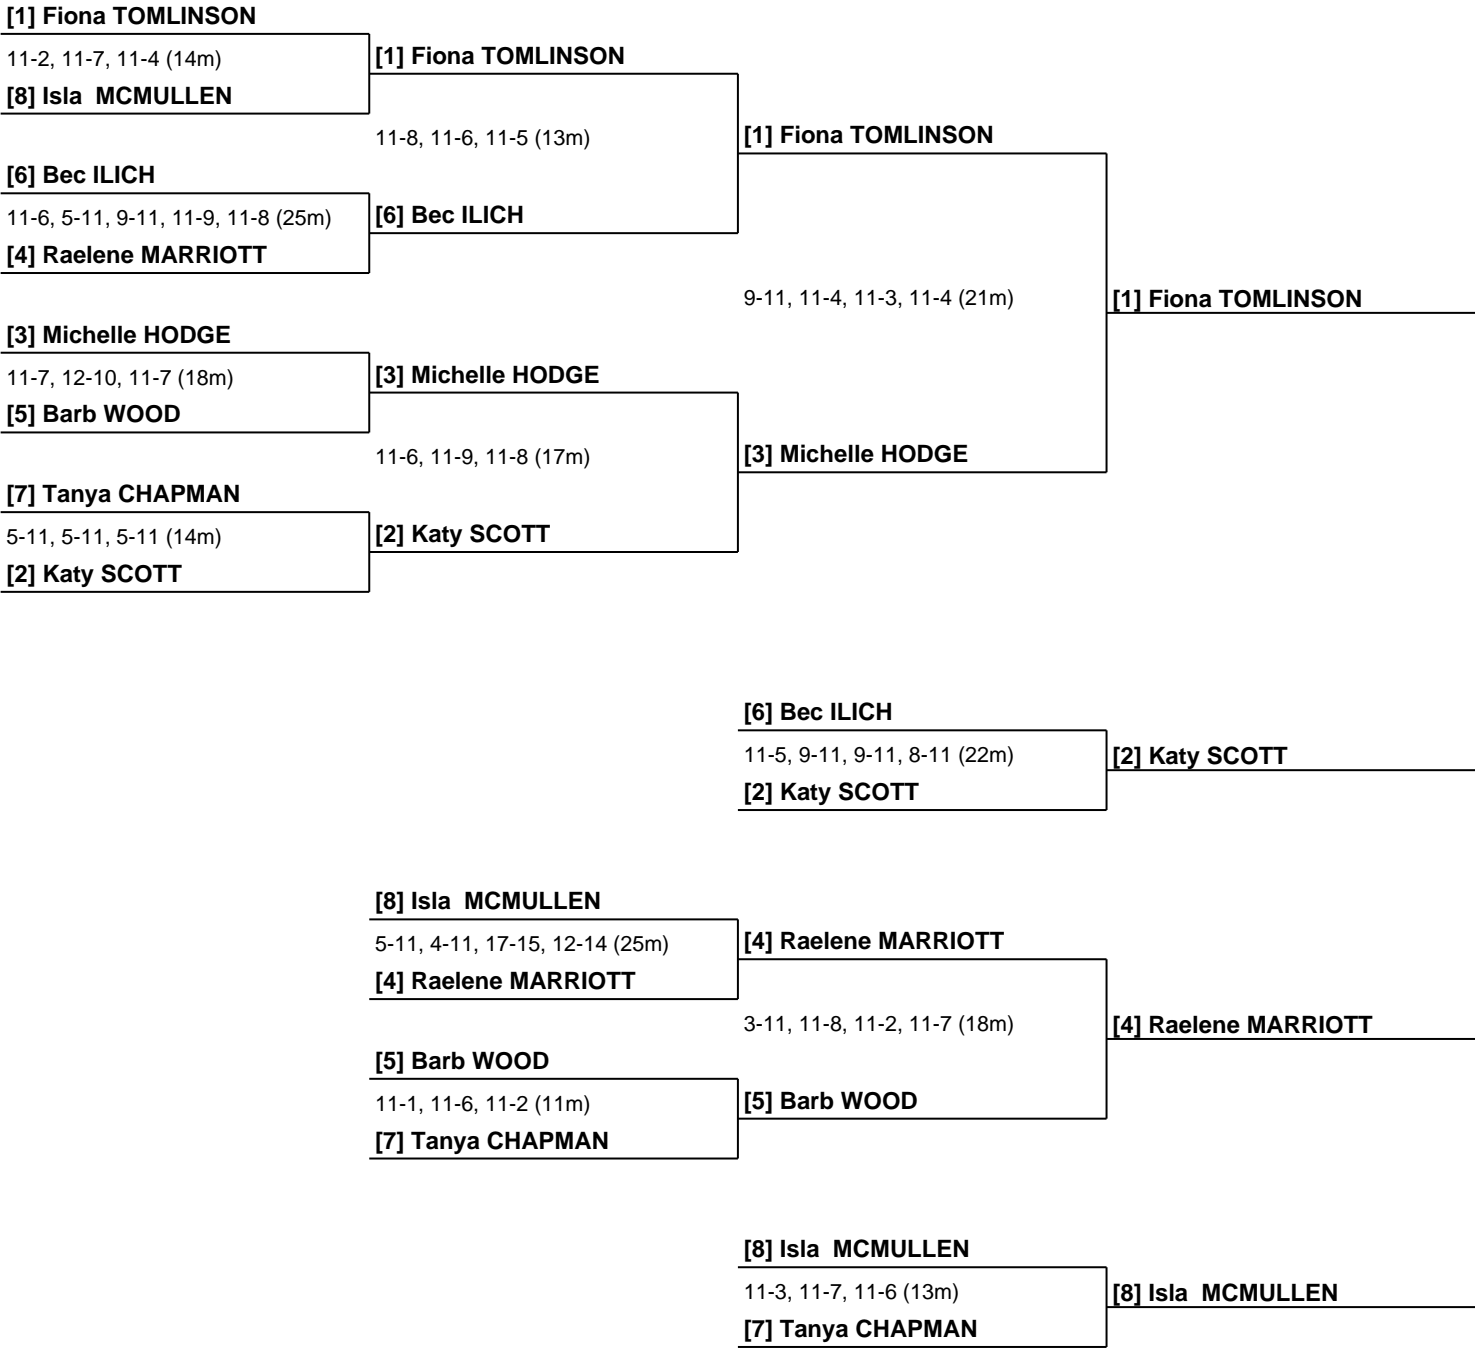 [1] Fiona TOMLINSON
11-2, 11-7, 11-4 (14m)
[1] Fiona TOMLINSON
[8] Isla  MCMULLEN
11-8, 11-6, 11-5 (13m)
[1] Fiona TOMLINSON
[6] Bec ILICH
11-6, 5-11, 9-11, 11-9, 11-8 (25m)
[6] Bec ILICH
[4] Raelene MARRIOTT
9-11, 11-4, 11-3, 11-4 (21m)
[1] Fiona TOMLINSON
[3] Michelle HODGE
11-7, 12-10, 11-7 (18m)
[3] Michelle HODGE
[5] Barb WOOD
11-6, 11-9, 11-8 (17m)
[3] Michelle HODGE
[7] Tanya CHAPMAN
5-11, 5-11, 5-11 (14m)
[2] Katy SCOTT
[2] Katy SCOTT
[6] Bec ILICH
11-5, 9-11, 9-11, 8-11 (22m)
[2] Katy SCOTT
[2] Katy SCOTT
[8] Isla  MCMULLEN
5-11, 4-11, 17-15, 12-14 (25m)
[4] Raelene MARRIOTT
[4] Raelene MARRIOTT
3-11, 11-8, 11-2, 11-7 (18m)
[4] Raelene MARRIOTT
[5] Barb WOOD
11-1, 11-6, 11-2 (11m)
[5] Barb WOOD
[7] Tanya CHAPMAN
[8] Isla  MCMULLEN
11-3, 11-7, 11-6 (13m)
[8] Isla  MCMULLEN
[7] Tanya CHAPMAN